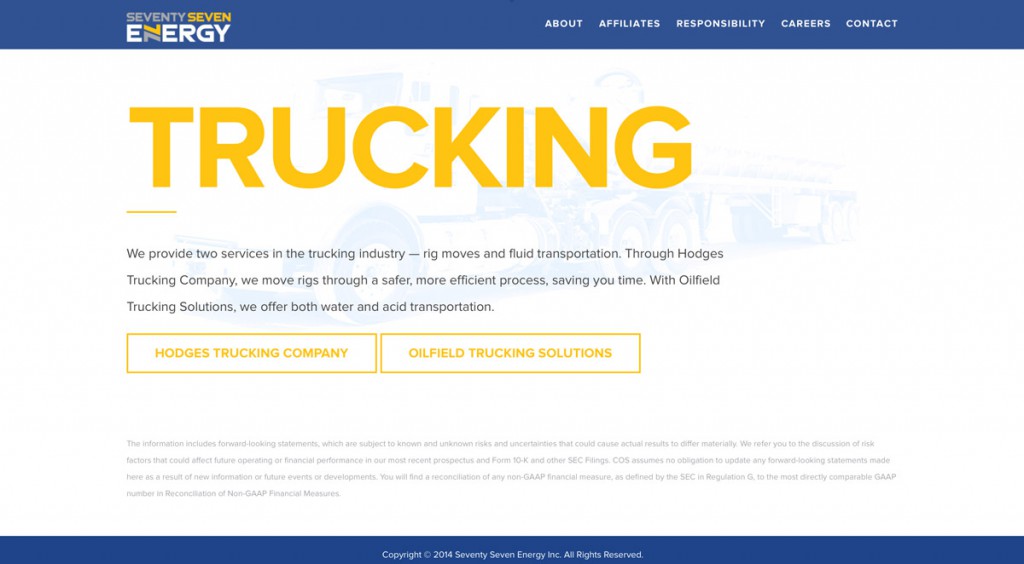 SEVENTY SEVEN
ENERGY
ABOUT AFFILIATES RESPONSIBILITY CAREERS CONTACT
TRUCKING
We provide two services in the trucking industry — rig moves and fluid transportation. Through Hodges
Trucking Company, we move rigs through a safer, more efficient process, saving you time. With Oilfield
Trucking Solutions, we offer both water and acid transportation.
HODGES TRUCKING COMPANY OILFIELD TRUCKING SOLUTIONS
The information includes forward-looking statements, which are subject to known and unknown risks and uncertainties that could cause actual results to differ materially. We refer you to the discussion of risk
factors that could affect future operating or financial performance in our most recent prospectus and Form 10-K and other SEC Filings. COS assumes no obligation to update any forward-looking statements made
here as a result of new information or future events or developments. You will find a reconciliation of any non-GAAP financial measure, as defined by the SEC in Regulation G, to the most directly comparable GAAP
number in Reconciliation of Non-GAAP Financial Measures.
Copyright © 2014 Seventy Seven Energy Inc. All Rights Reserved.